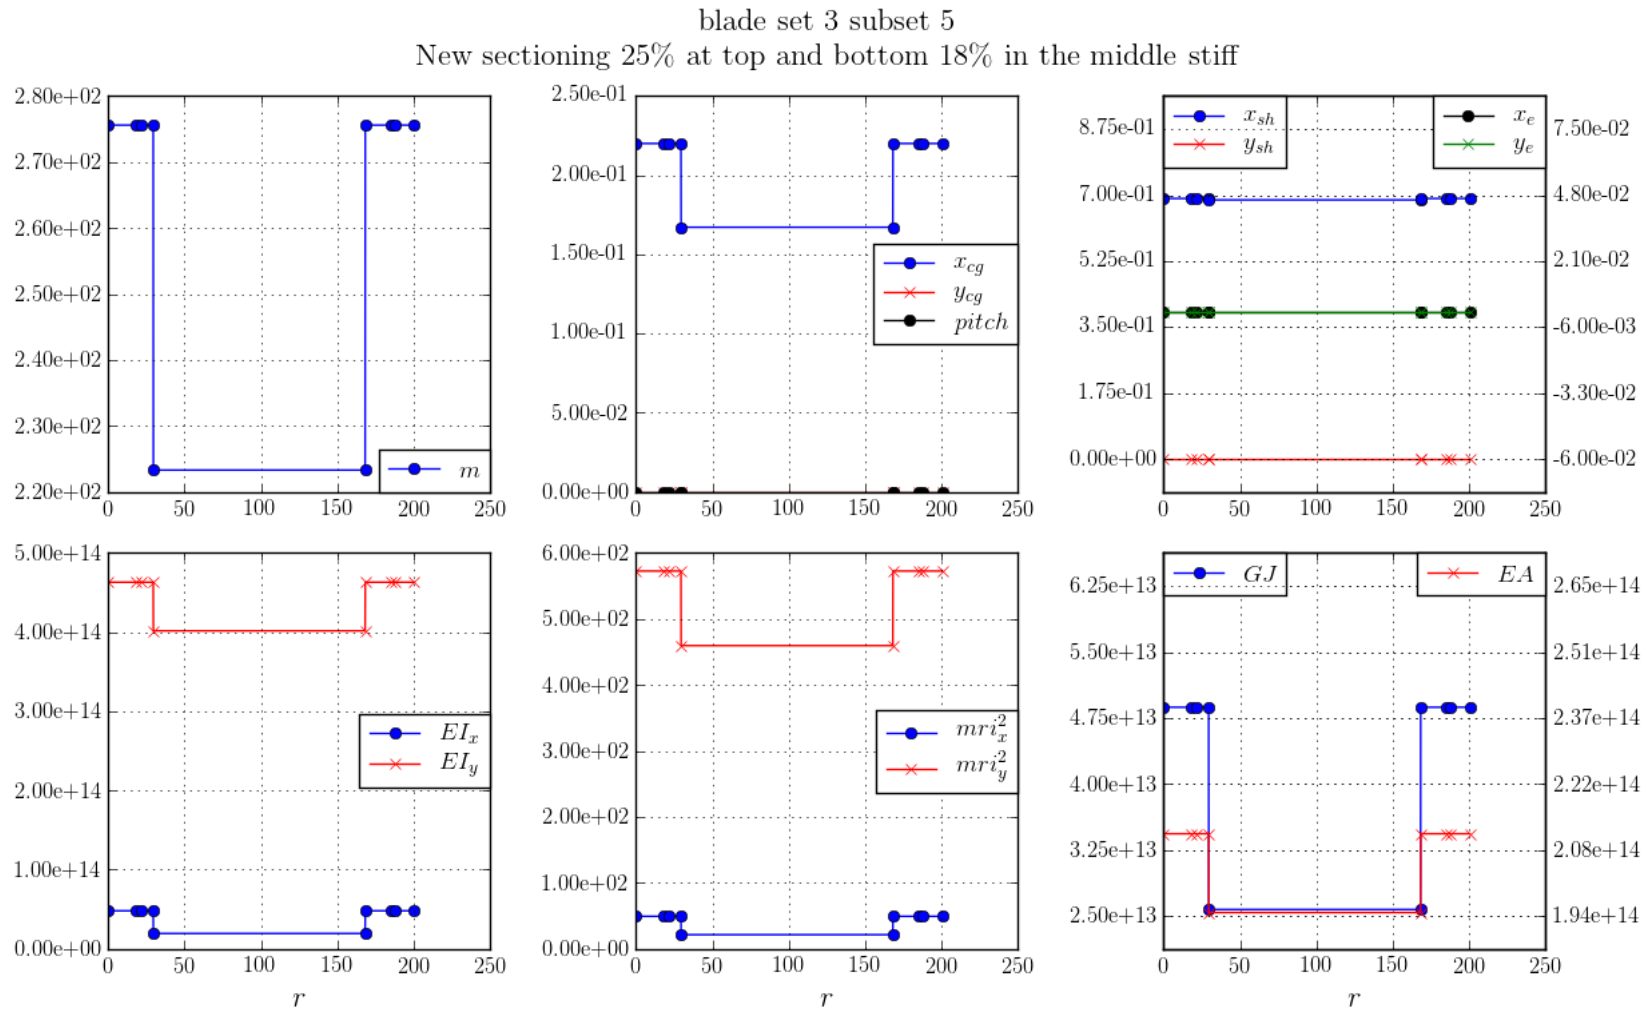 blade set 3 subset 5
New sectioning 25% at top and bottom 18% in the middle stiff
2.80e+02
2.70e+02
2.60e+02
2.50e+02
2.40e+02
2.30e+02
2.20e+02
0 50 100 150 200 250
m
2.50e-01
2.00e-01
1.50e-01
1.00e-01
5.00e-02
0.00e+00
0 50 100 150 200 250
x_cg
y_cg
pitch
8.75e-01
7.00e-01
5.25e-01
3.50e-01
1.75e-01
0.00e+00
0 50 100 150 200 250
x_sh
y_sh
x_e
y_e
7.50e-02
4.80e-02
2.10e-02
-6.00e-03
-3.30e-02
-6.00e-02
5.00e+14
4.00e+14
3.00e+14
2.00e+14
1.00e+14
0.00e+00
0 50 100 150 200 250
r
EI_x
EI_y
6.00e+02
5.00e+02
4.00e+02
3.00e+02
2.00e+02
1.00e+02
0.00e+00
0 50 100 150 200 250
r
mri_x^2
mri_y^2
6.25e+13
5.50e+13
4.75e+13
4.00e+13
3.25e+13
2.50e+13
0 50 100 150 200 250
r
GJ
EA
2.65e+14
2.51e+14
2.37e+14
2.22e+14
2.08e+14
1.94e+14